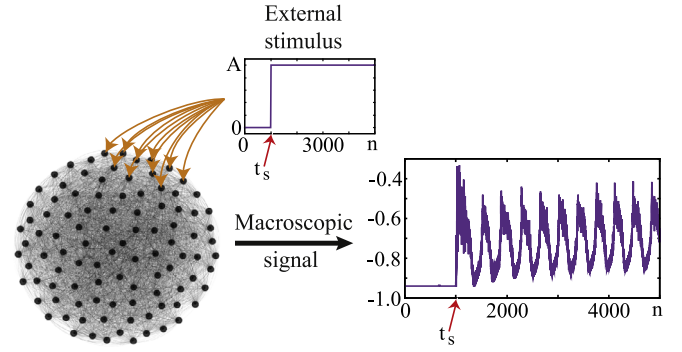 External
stimulus
A
0
3000
n
t_s
Macroscopic
signal
-0.4
-0.6
-0.8
-1.0
0
2000
4000
n
t_s